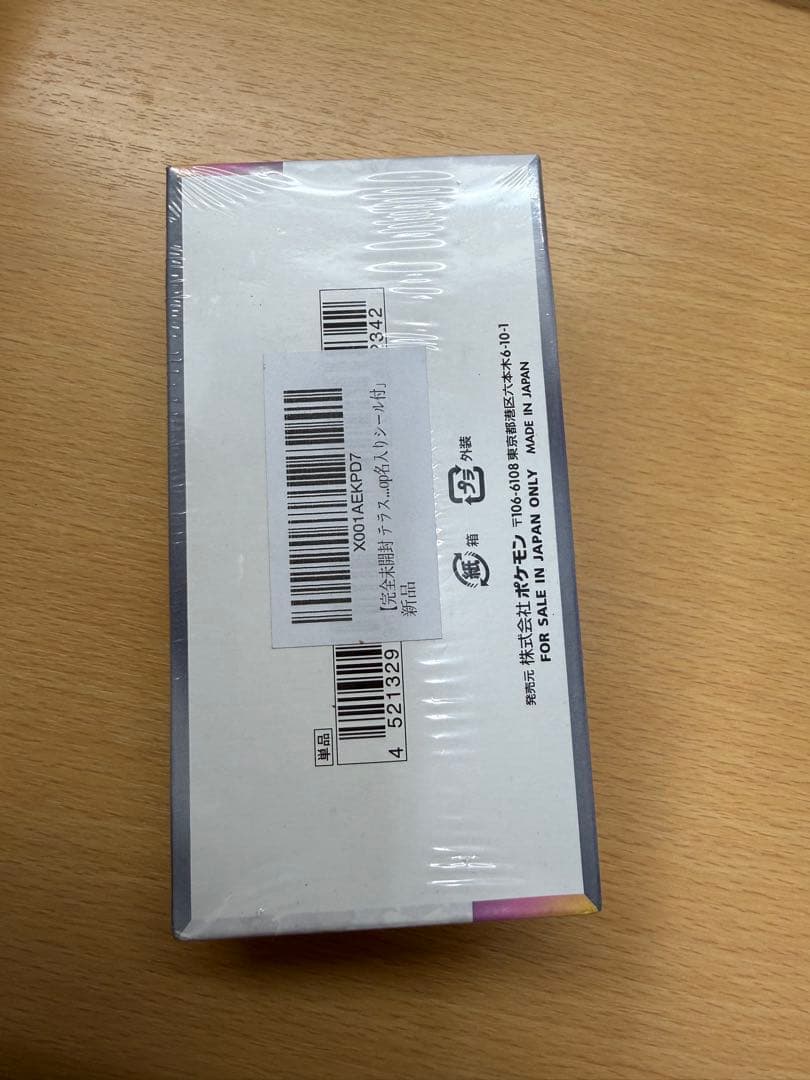 単品
4 521329
2342
X001AEKPD7
【完全未開封 テラス...op名入りシール付」
新品
紙 箱 プラ 外装
発売元 株式会社ポケモン 〒106-6108 東京都港区六本木6-10-1
FOR SALE IN JAPAN ONLY MADE IN JAPAN